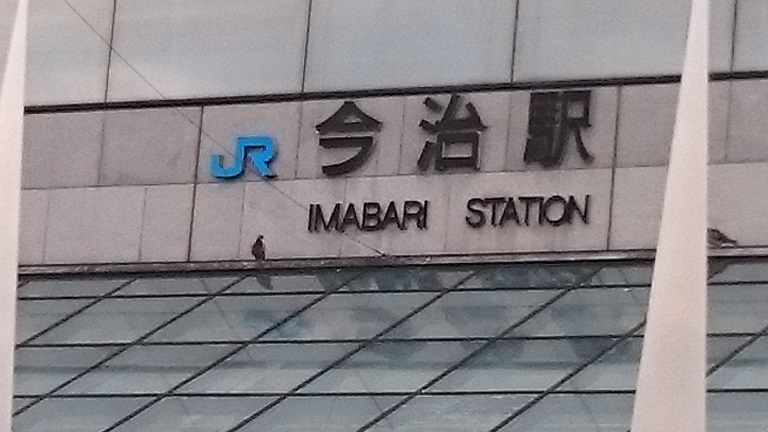 JR 今治駅
IMABARI STATION